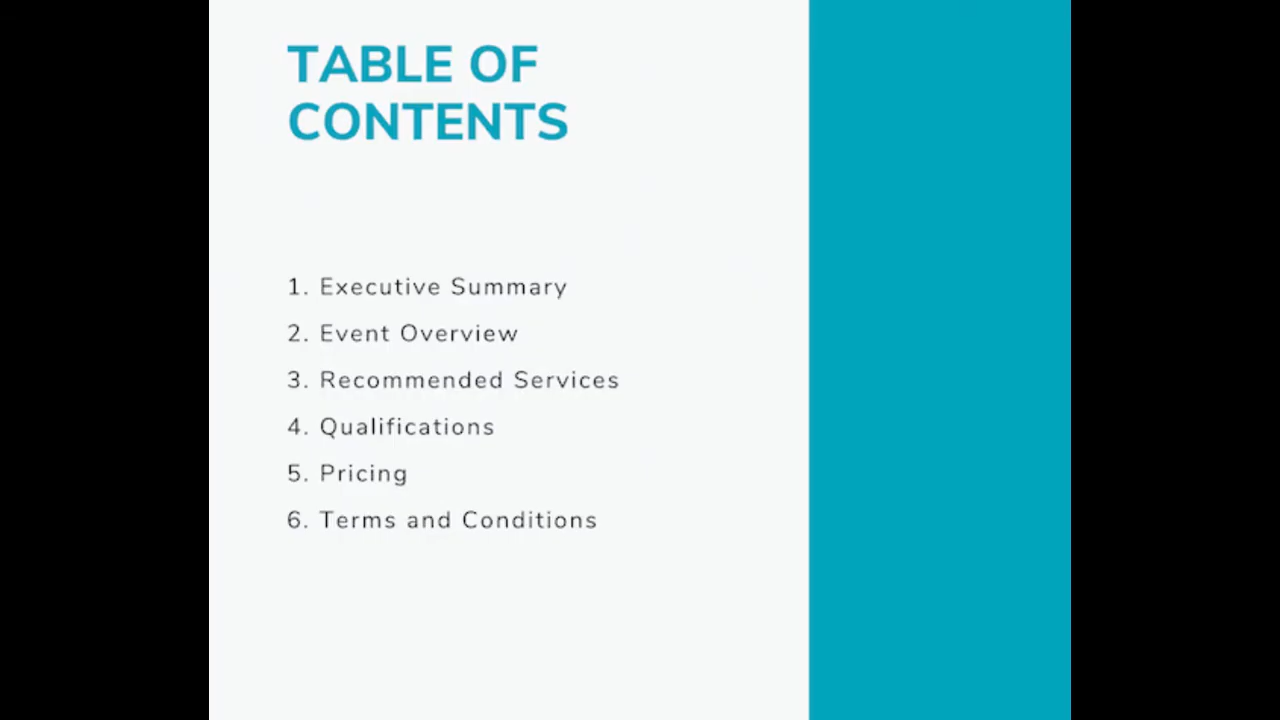 TABLE OF
CONTENTS
1. Executive Summary
2. Event Overview
3. Recommended Services
4. Qualifications
5. Pricing
6. Terms and Conditions